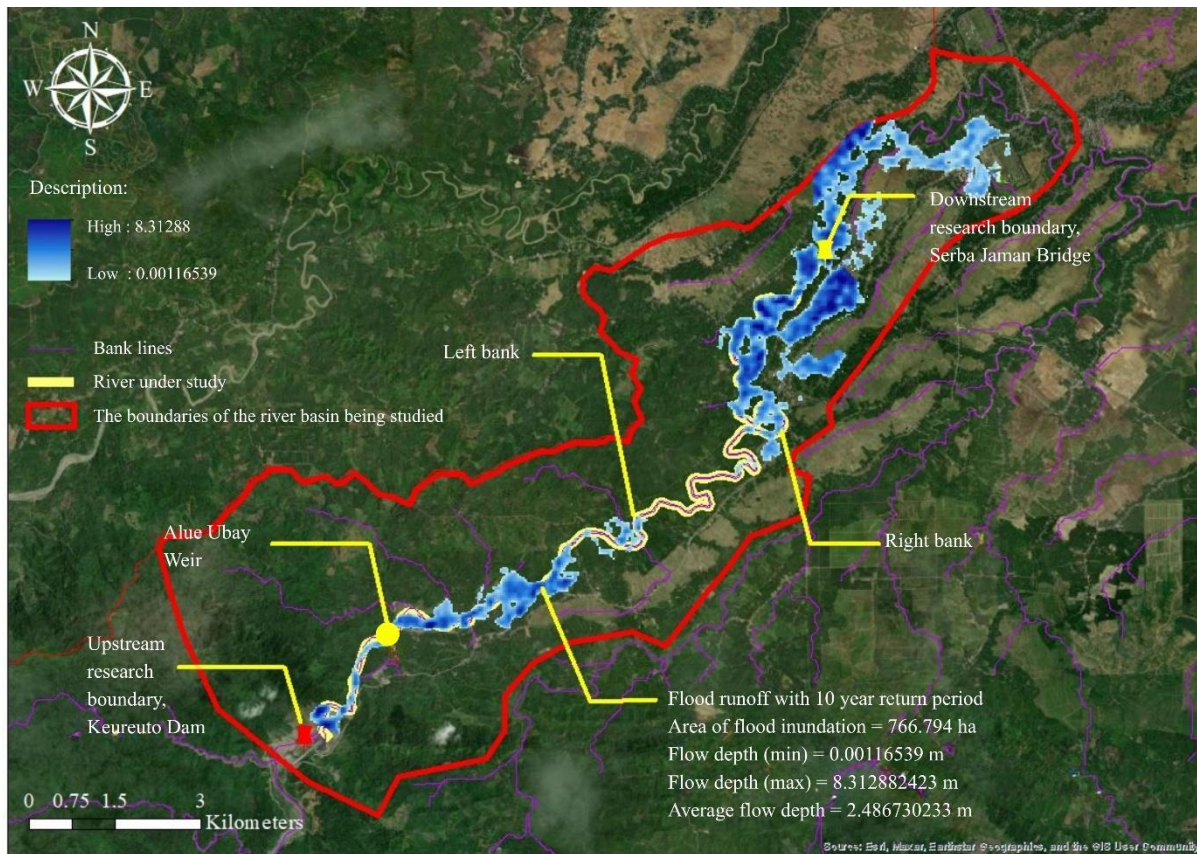 N
W E
S
Description:
High : 8.31288
Low : 0.00116539
Bank lines
River under study
The boundaries of the river basin being studied
Downstream
research boundary,
Serba Jaman Bridge
Left bank
Right bank
Alue Ubay
Weir
Upstream
research
boundary,
Keureuto Dam
Flood runoff with 10 year return period
Area of flood inundation = 766.794 ha
Flow depth (min) = 0.00116539 m
Flow depth (max) = 8.312882423 m
Average flow depth = 2.486730233 m
0 0.75 1.5 3
Kilometers
Source: Esri, Maxar, Earthstar Geographics, and the GIS User Community